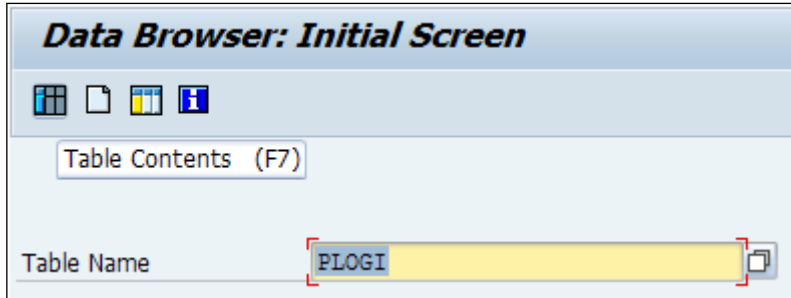 Data Browser: Initial Screen
Table Contents (F7)
Table Name PLOGI